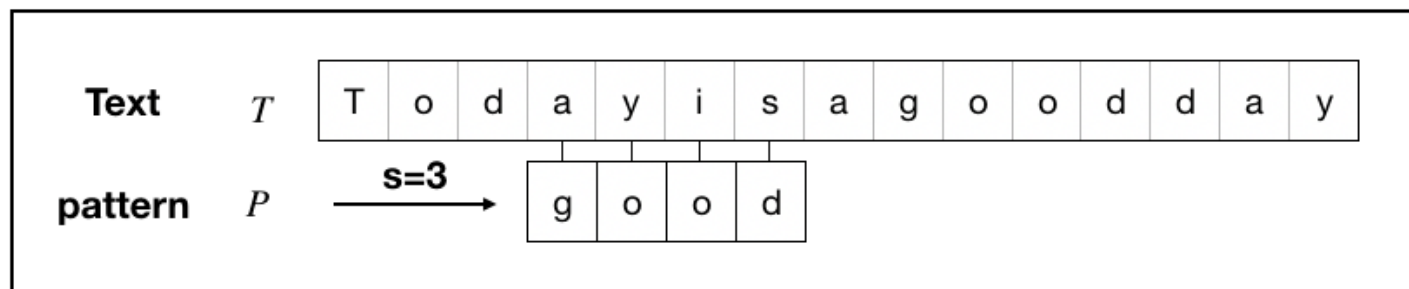 Text T T o d a y i s a g o o d d a y
s=3
pattern P g o o d